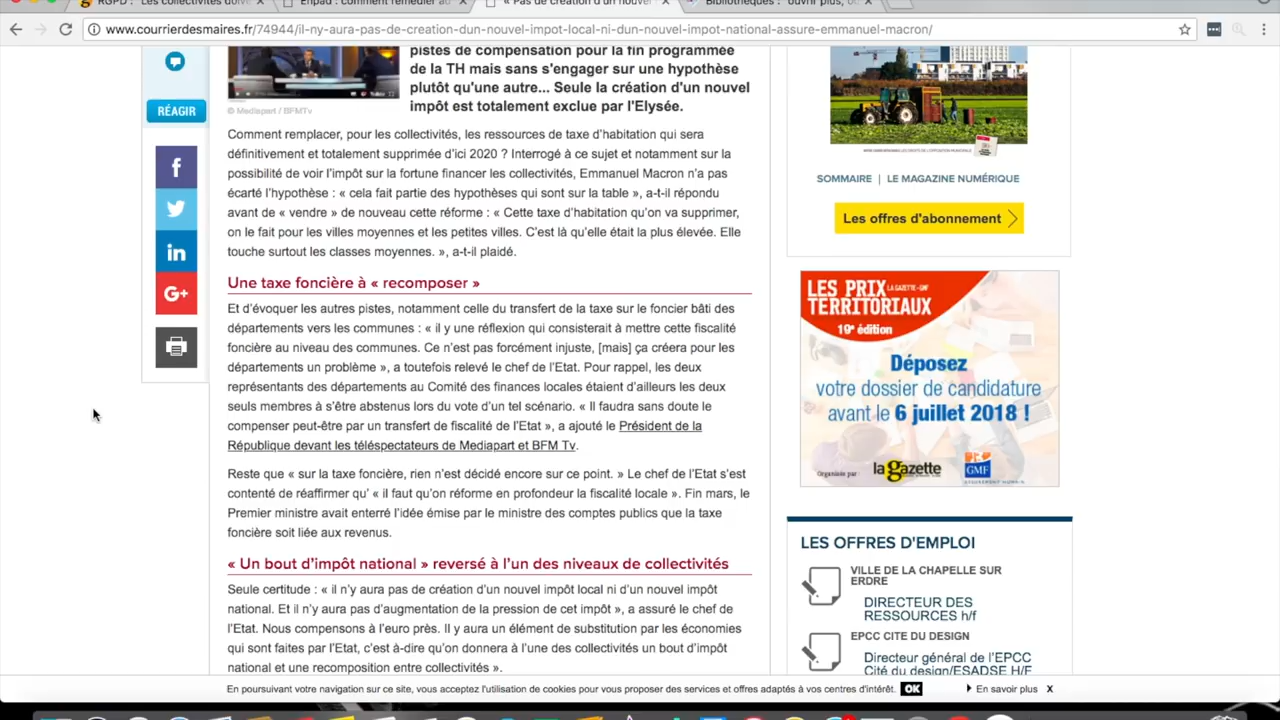 RGPD : "Les collectivités doive
Ehpad : comment remédier au
« Pas de création d'un nouvel
Bibliothèques : "ouvrir plus, ou
www.courrierdesmaires.fr/74944/il-ny-aura-pas-de-creation-dun-nouvel-impot-local-ni-dun-nouvel-impot-national-assure-emmanuel-macron/
RÉAGIR
pistes de compensation pour la fin programmée
de la TH mais sans s'engager sur une hypothèse
plutôt qu'une autre... Seule la création d'un nouvel
impôt est totalement exclue par l'Elysée.
© Mediapart / BFMTv
Comment remplacer, pour les collectivités, les ressources de taxe d'habitation qui sera
définitivement et totalement supprimée d'ici 2020 ? Interrogé à ce sujet et notamment sur la
possibilité de voir l'impôt sur la fortune financer les collectivités, Emmanuel Macron n'a pas
écarté l'hypothèse : « cela fait partie des hypothèses qui sont sur la table », a-t-il répondu
avant de « vendre » de nouveau cette réforme : « Cette taxe d'habitation qu'on va supprimer,
on le fait pour les villes moyennes et les petites villes. C'est là qu'elle était la plus élevée. Elle
touche surtout les classes moyennes. », a-t-il plaidé.
Une taxe foncière à « recomposer »
Et d'évoquer les autres pistes, notamment celle du transfert de la taxe sur le foncier bâti des
départements vers les communes : « il y une réflexion qui consisterait à mettre cette fiscalité
foncière au niveau des communes. Ce n'est pas forcément injuste, [mais] ça créera pour les
départements un problème », a toutefois relevé le chef de l'Etat. Pour rappel, les deux
représentants des départements au Comité des finances locales étaient d'ailleurs les deux
seuls membres à s'être abstenus lors du vote d'un tel scénario. « Il faudra sans doute le
compenser peut-être par un transfert de fiscalité de l'Etat », a ajouté le Président de la
République devant les téléspectateurs de Mediapart et BFM Tv.
Reste que « sur la taxe foncière, rien n'est décidé encore sur ce point. » Le chef de l'Etat s'est
contenté de réaffirmer qu' « il faut qu'on réforme en profondeur la fiscalité locale ». Fin mars, le
Premier ministre avait enterré l'idée émise par le ministre des comptes publics que la taxe
foncière soit liée aux revenus.
« Un bout d'impôt national » reversé à l'un des niveaux de collectivités
Seule certitude : « il n'y aura pas de création d'un nouvel impôt local ni d'un nouvel impôt
national. Et il n'y aura pas d'augmentation de la pression de cet impôt », a assuré le chef de
l'Etat. Nous compensons à l'euro près. Il y aura un élément de substitution par les économies
qui sont faites par l'Etat, c'est à-dire qu'on donnera à l'une des collectivités un bout d'impôt
national et une recomposition entre collectivités ».
SOMMAIRE | LE MAGAZINE NUMÉRIQUE
Les offres d'abonnement
LES PRIX LA GAZETTE-GMF
TERRITORIAUX
19e édition
Déposez
votre dossier de candidature
avant le 6 juillet 2018 !
Organisés par :
la gazette
GMF
LES OFFRES D'EMPLOI
VILLE DE LA CHAPELLE SUR
ERDRE
DIRECTEUR DES
RESSOURCES h/f
EPCC CITE DU DESIGN
Directeur général de l'EPCC
Cité du design/ESADSE H/F
En poursuivant votre navigation sur ce site, vous acceptez l'utilisation de cookies pour vous proposer des services et offres adaptés à vos centres d'intérêt. OK En savoir plus X